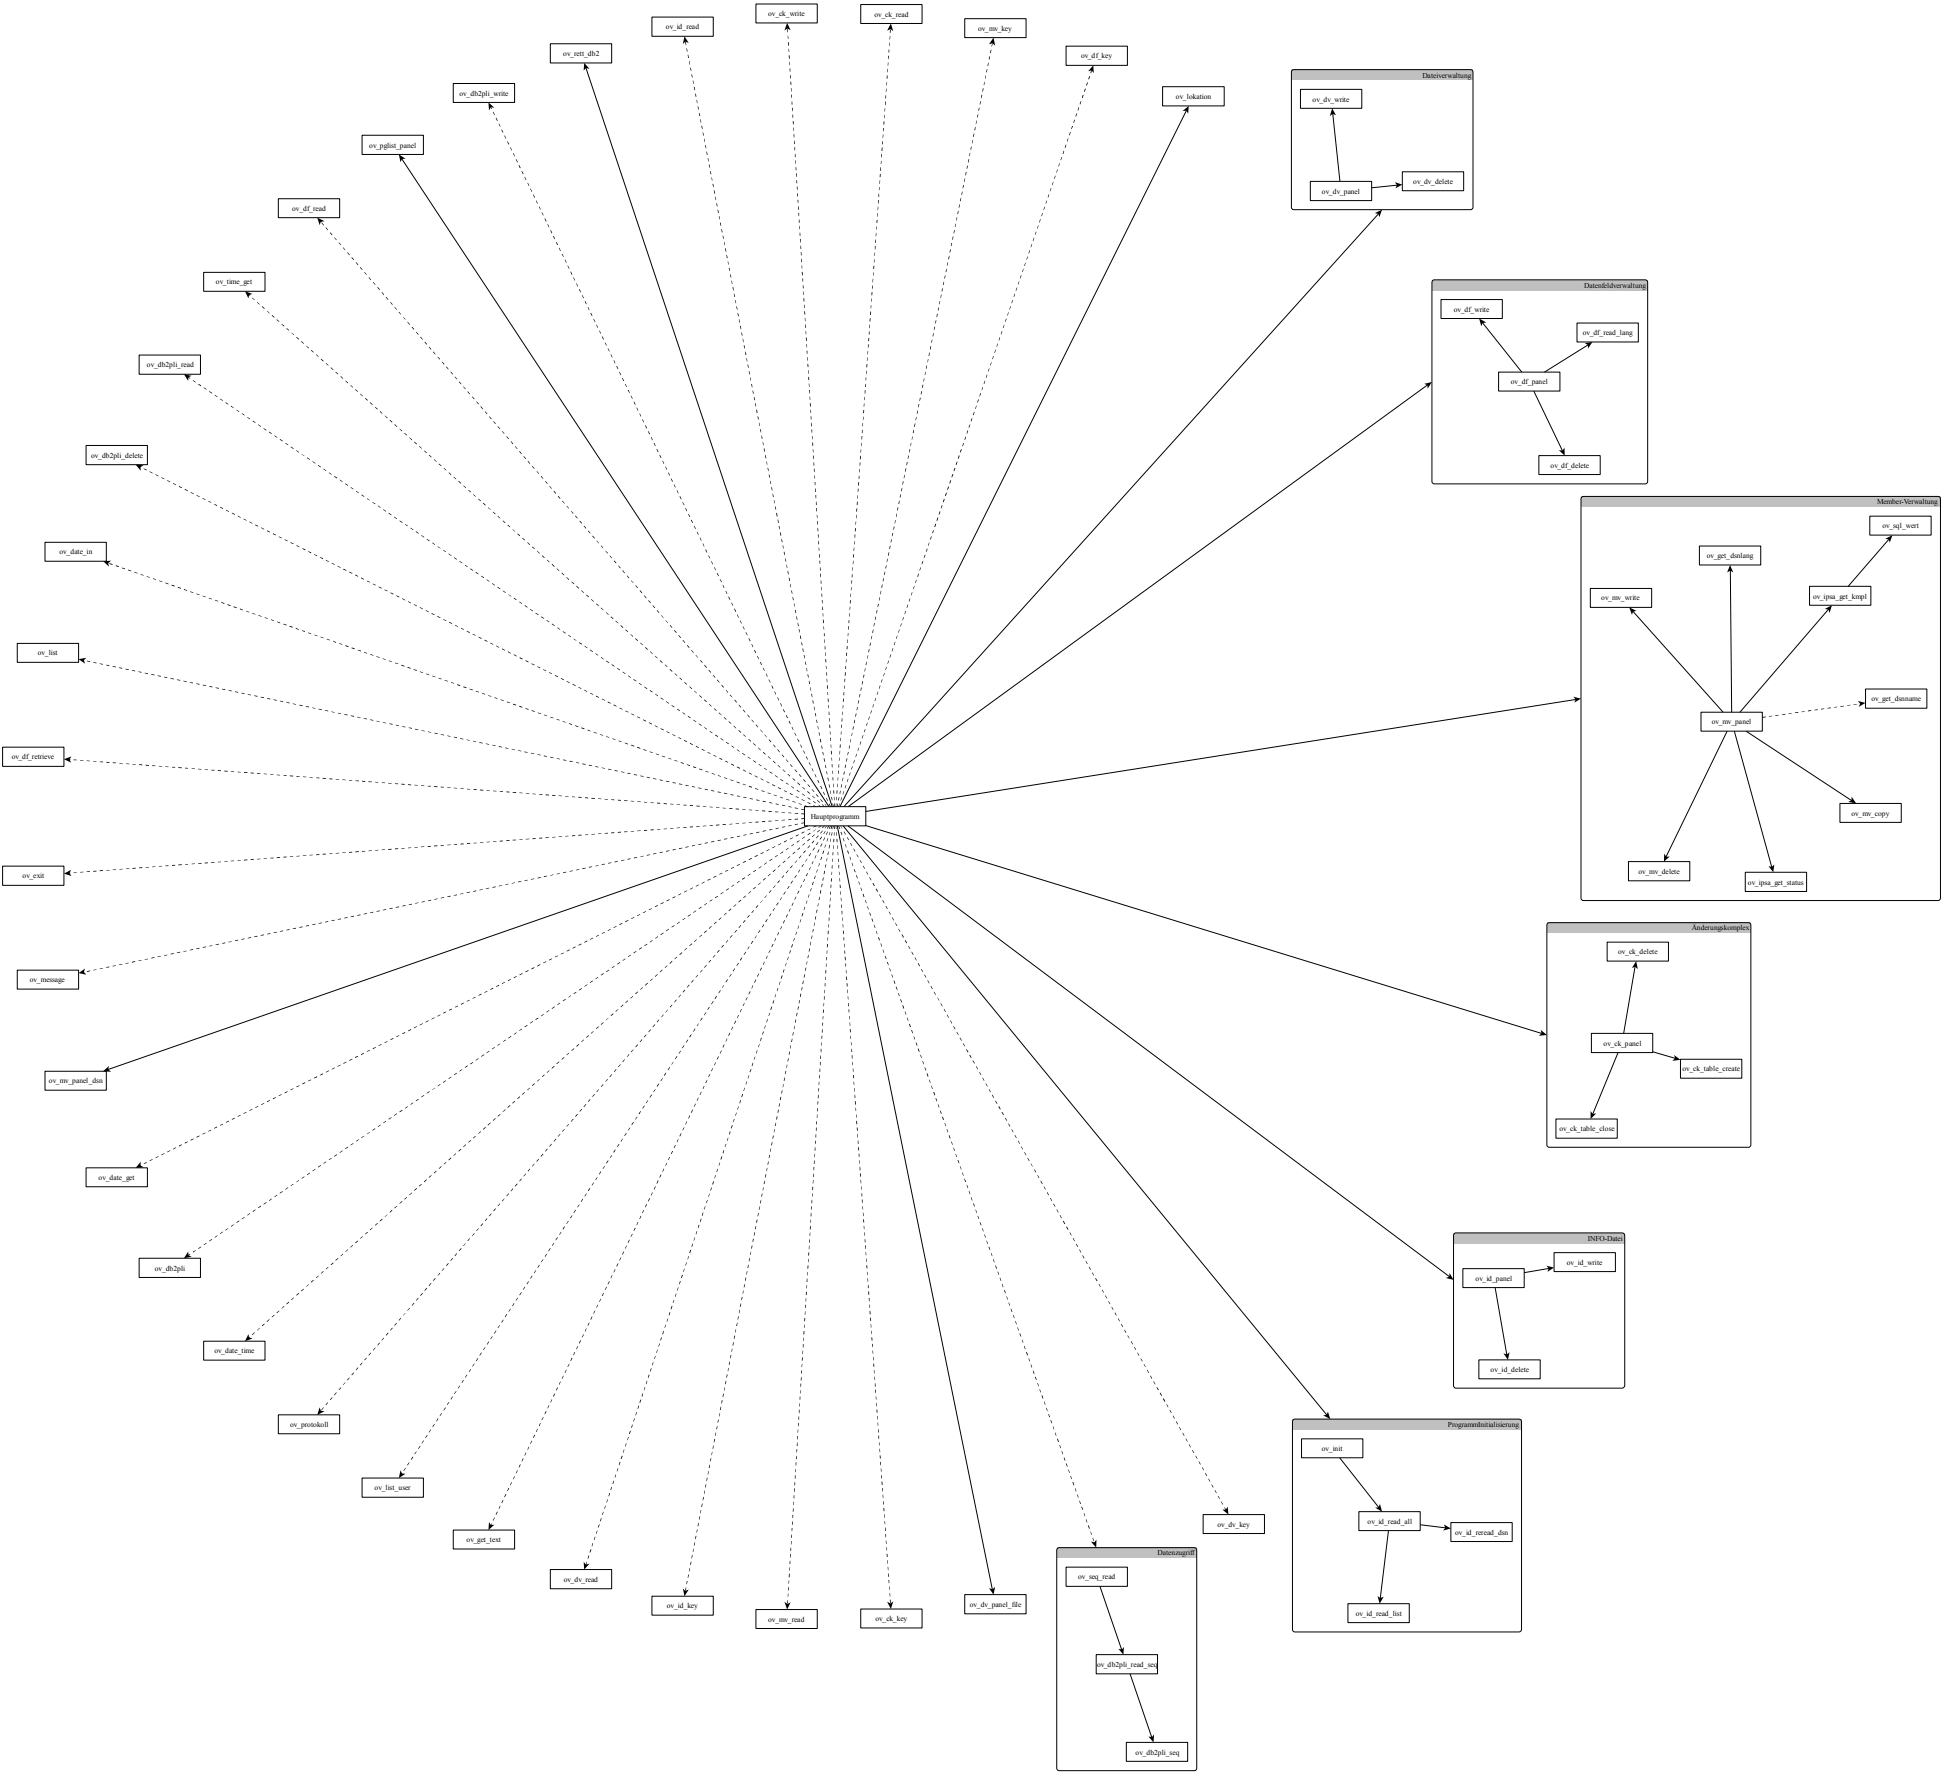 ov_ck_write
ov_ck_read
ov_id_read
ov_mv_key
ov_rett_db2
ov_df_key
ov_db2pli_write
ov_lokation
ov_pglist_panel
ov_df_read
ov_time_get
ov_db2pli_read
ov_db2pli_delete
ov_date_in
ov_list
ov_df_retrieve
Hauptprogramm
ov_exit
ov_message
ov_mv_panel_dsn
ov_date_get
ov_db2pli
ov_date_time
ov_protokoll
ov_list_user
ov_get_text
ov_dv_read
ov_id_key
ov_mv_read
ov_ck_key
ov_dv_panel_file
ov_dv_key
Dateiverwaltung
ov_dv_write
ov_dv_delete
ov_dv_panel
Datenfeldverwaltung
ov_df_write
ov_df_read_lang
ov_df_panel
ov_df_delete
Member-Verwaltung
ov_sql_wert
ov_get_dsnlang
ov_ipsa_get_kmpl
ov_mv_write
ov_get_dsnname
ov_mv_panel
ov_mv_copy
ov_mv_delete
ov_ipsa_get_status
Änderungskomplex
ov_ck_delete
ov_ck_panel
ov_ck_table_create
ov_ck_table_close
INFO-Datei
ov_id_write
ov_id_panel
ov_id_delete
ProgrammInitialisierung
ov_init
ov_id_read_all
ov_id_reread_dsn
ov_id_read_list
Datenzugriff
ov_seq_read
ov_db2pli_read_seq
ov_db2pli_seq